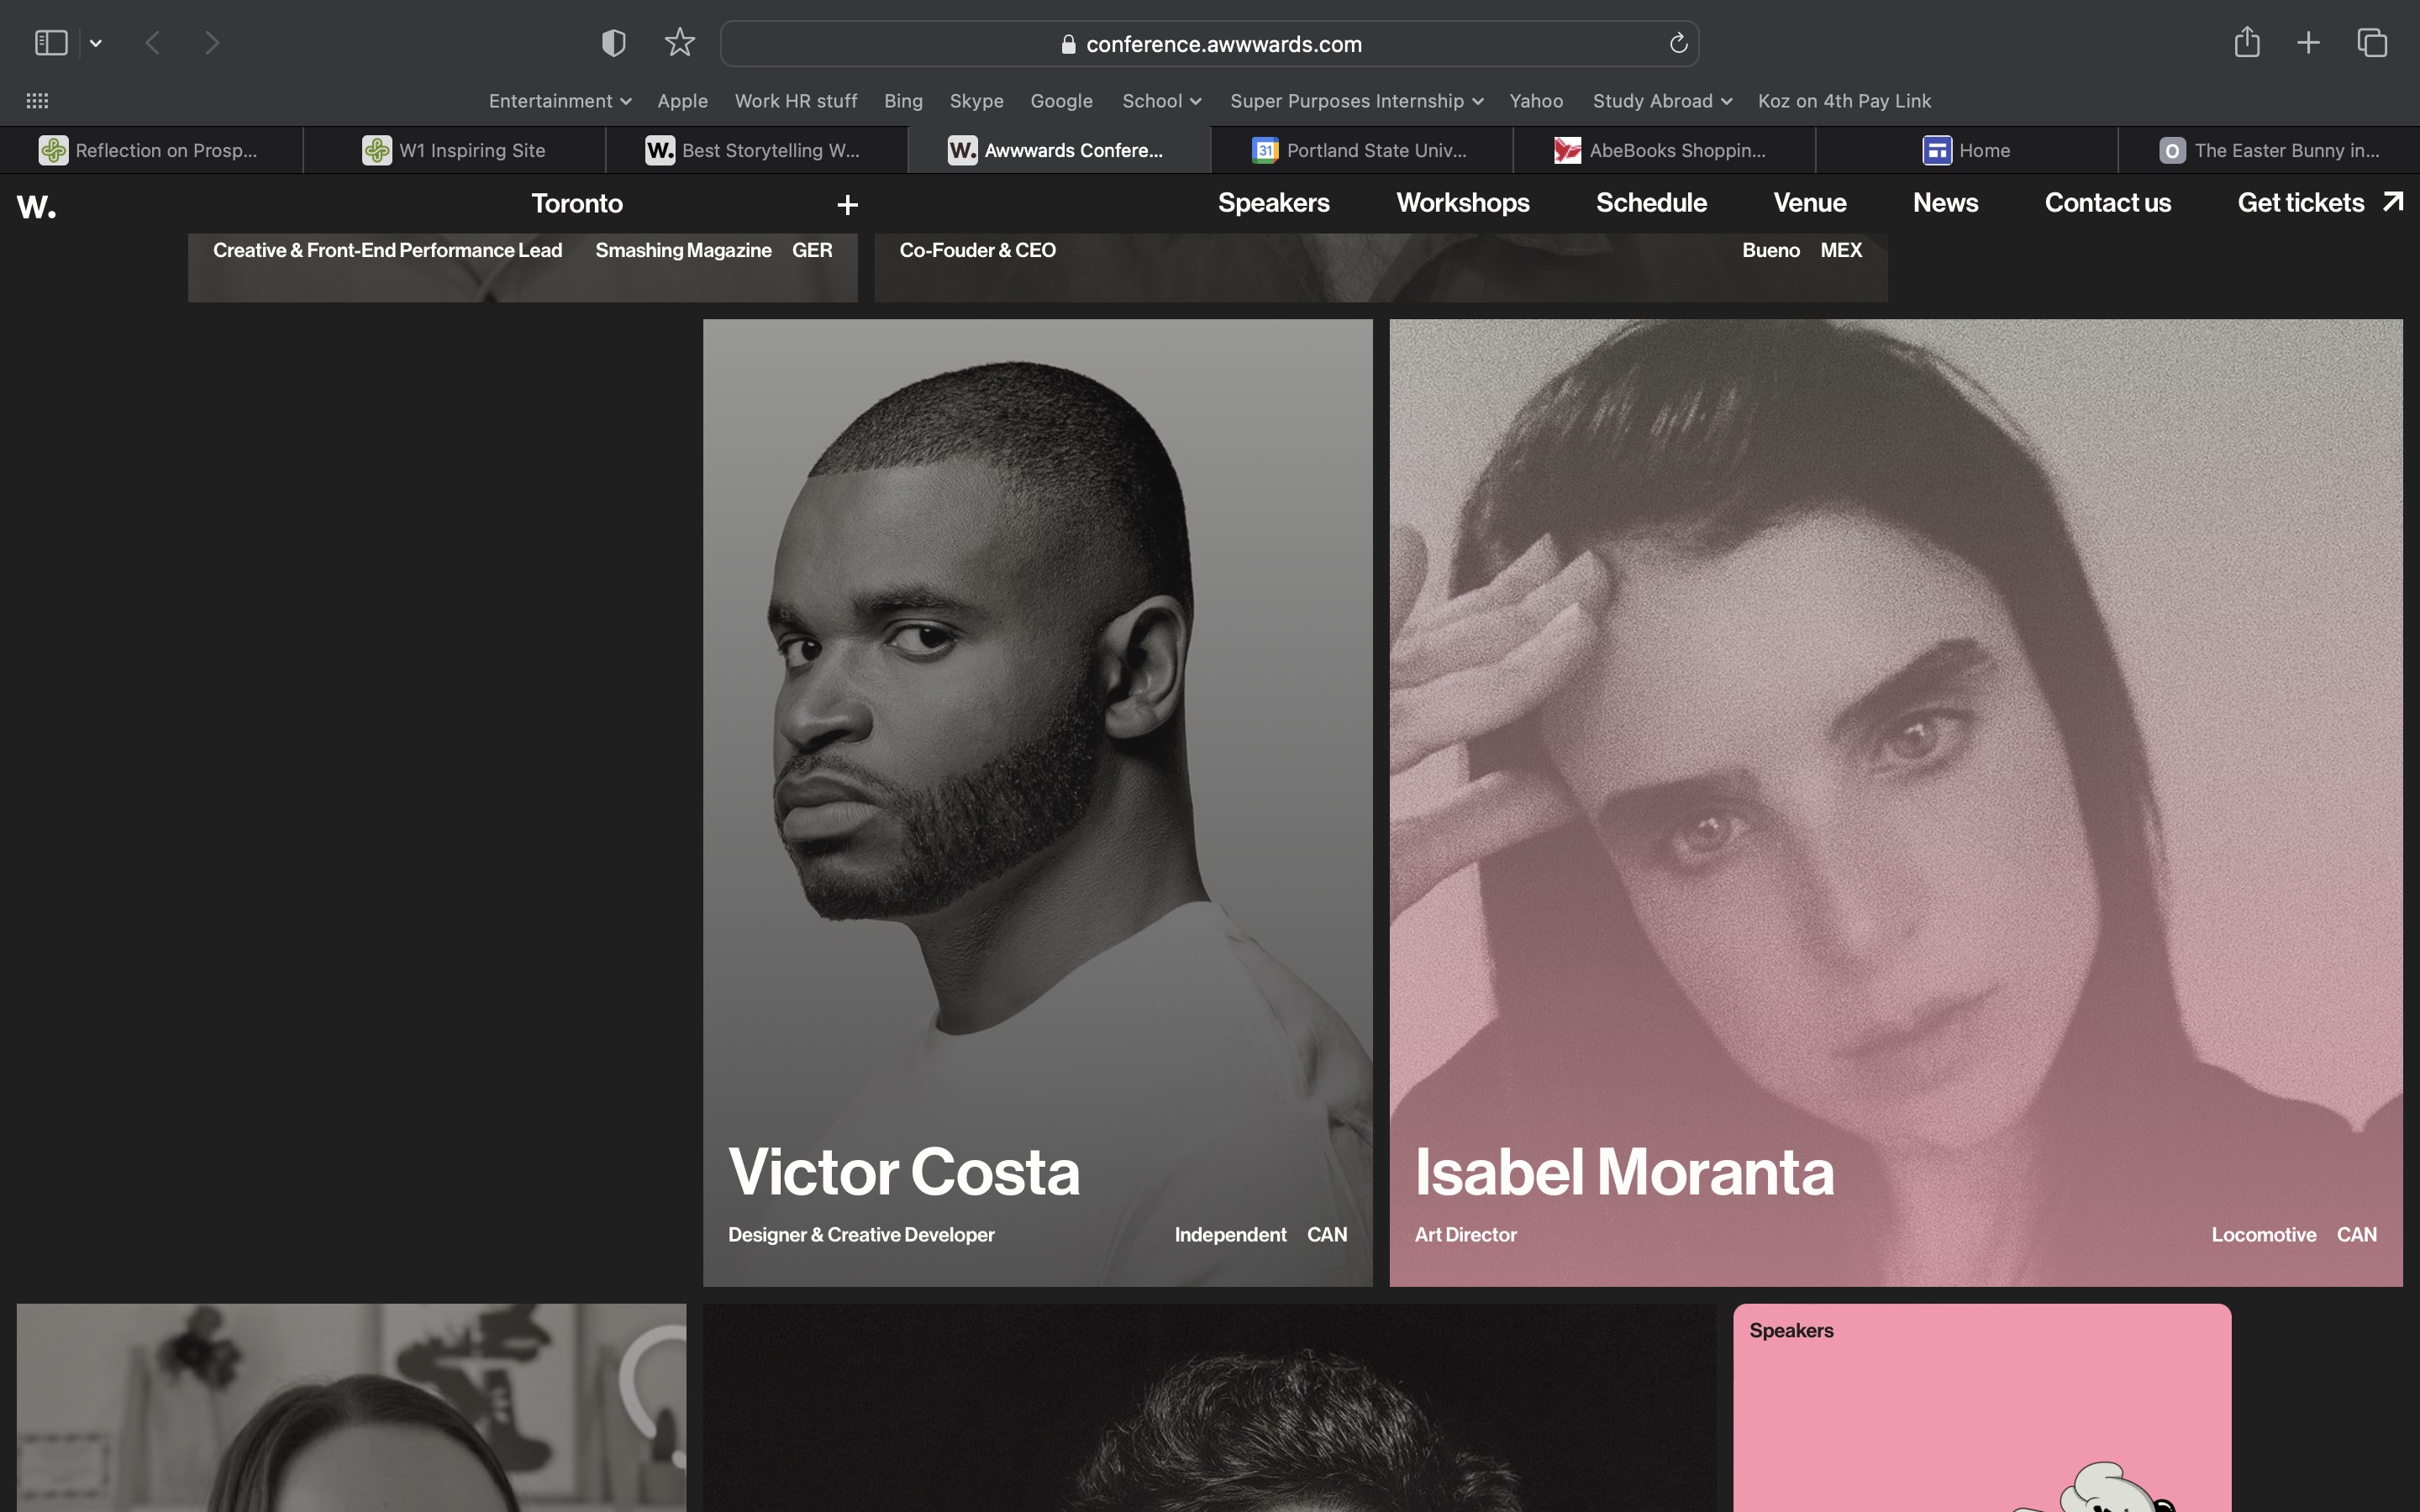 conference.awwwards.com
Entertainment Apple Work HR stuff Bing Skype Google School Super Purposes Internship Yahoo Study Abroad Koz on 4th Pay Link
Reflection on Prosp... W1 Inspiring Site W. Best Storytelling W... W. Awwwards Confere... 31 Portland State Univ... AbeBooks Shoppin... Home O The Easter Bunny in...
W. Toronto + Speakers Workshops Schedule Venue News Contact us Get tickets
Creative & Front-End Performance Lead Smashing Magazine GER Co-Fouder & CEO Bueno MEX
Victor Costa
Designer & Creative Developer Independent CAN
Isabel Moranta
Art Director Locomotive CAN
Speakers